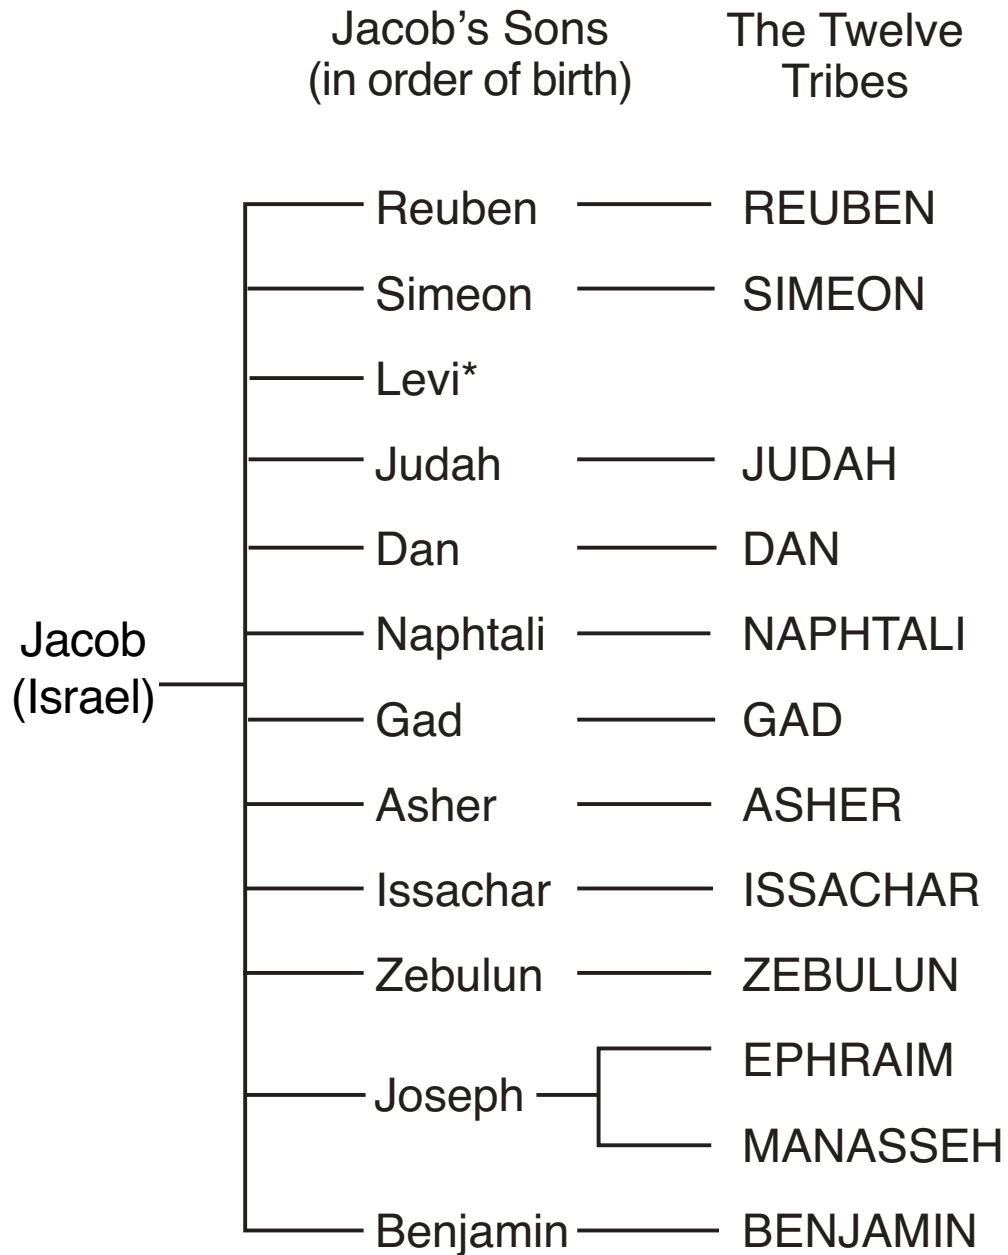 Jacob’s Sons
(in order of birth)
The Twelve
Tribes
Reuben REUBEN
Simeon SIMEON
Levi*
Judah JUDAH
Dan DAN
Jacob
(Israel)
Naphtali NAPHTALI
Gad GAD
Asher ASHER
Issachar ISSACHAR
Zebulun ZEBULUN
Joseph
EPHRAIM
MANASSEH
Benjamin BENJAMIN